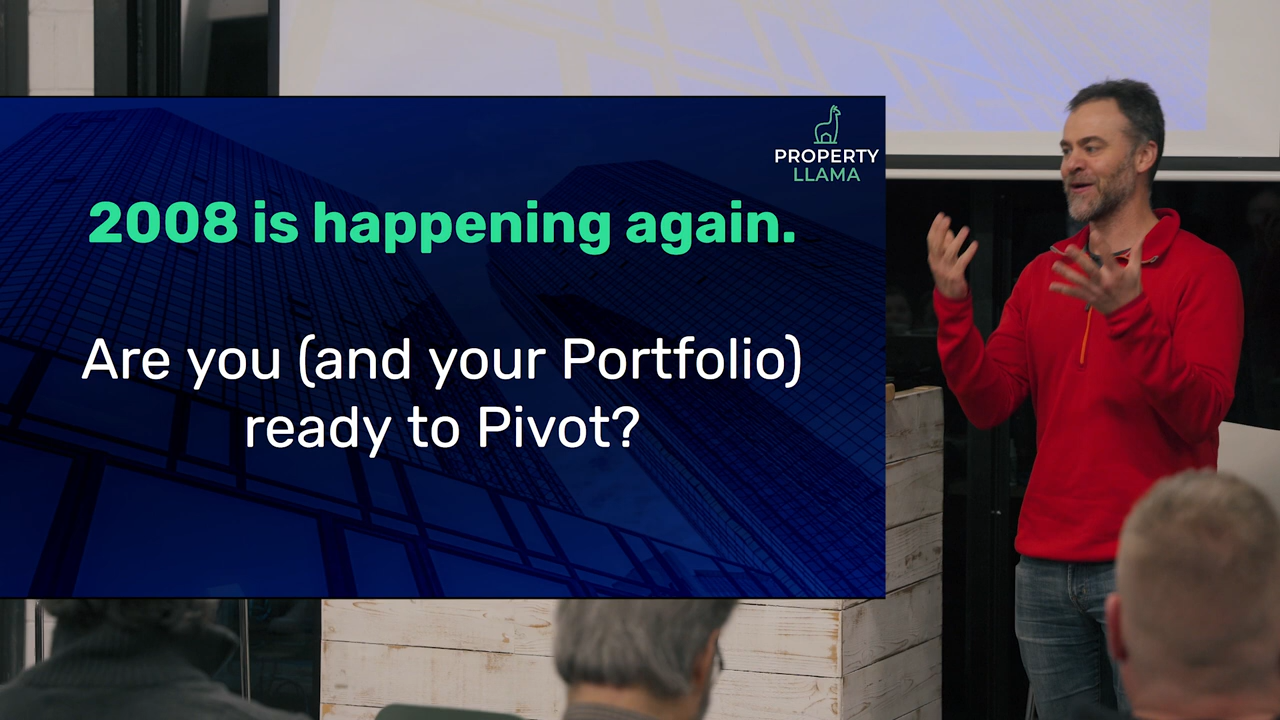 PROPERTY
LLAMA
2008 is happening again.
Are you (and your Portfolio)
ready to Pivot?